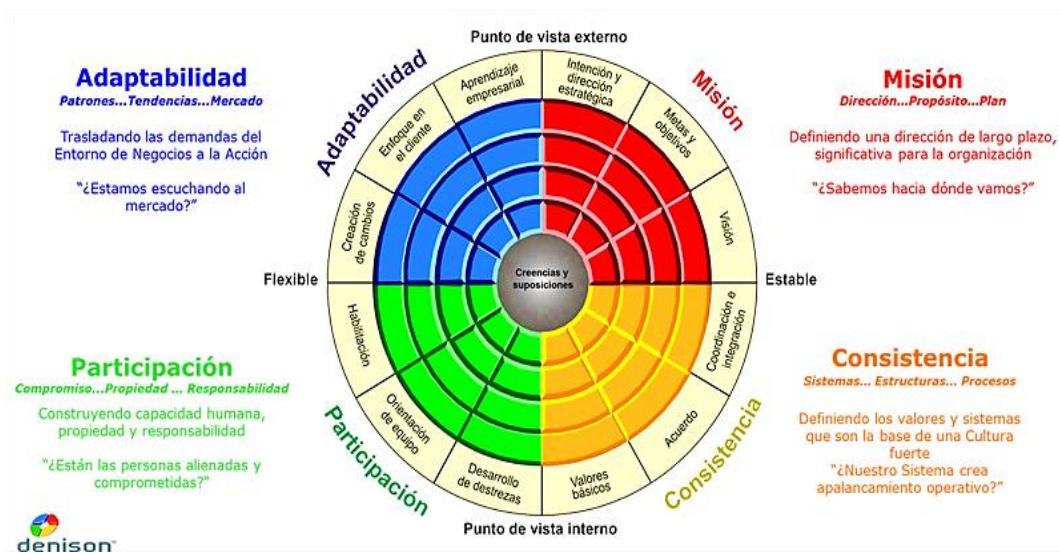 Punto de vista externo
Adaptabilidad
Patrones...Tendencias...Mercado
Trasladando las demandas del
Entorno de Negocios a la Acción
"¿Estamos escuchando al
mercado?"
Adaptabilidad
Creación
de cambios
Enfoque en
el cliente
Aprendizaje
empresarial
Intención y
dirección
estratégica
Metas y
objetivos
Visión
Misión
Misión
Dirección...Propósito...Plan
Definiendo una dirección de largo plazo,
significativa para la organización
"¿Sabemos hacia dónde vamos?"
Flexible
Creencias y
suposiciones
Estable
Participación
Compromiso...Propiedad ... Responsabilidad
Construyendo capacidad humana,
propiedad y responsabilidad
"¿Están las personas alienadas y
comprometidas?"
Participación
Habilitación
Orientación
de equipo
Desarrollo
de destrezas
Valores
básicos
Acuerdo
Coordinación e
integración
Consistencia
Consistencia
Sistemas... Estructuras... Procesos
Definiendo los valores y sistemas
que son la base de una Cultura
fuerte
"¿Nuestro Sistema crea
apalancamiento operativo?"
Punto de vista interno
denison